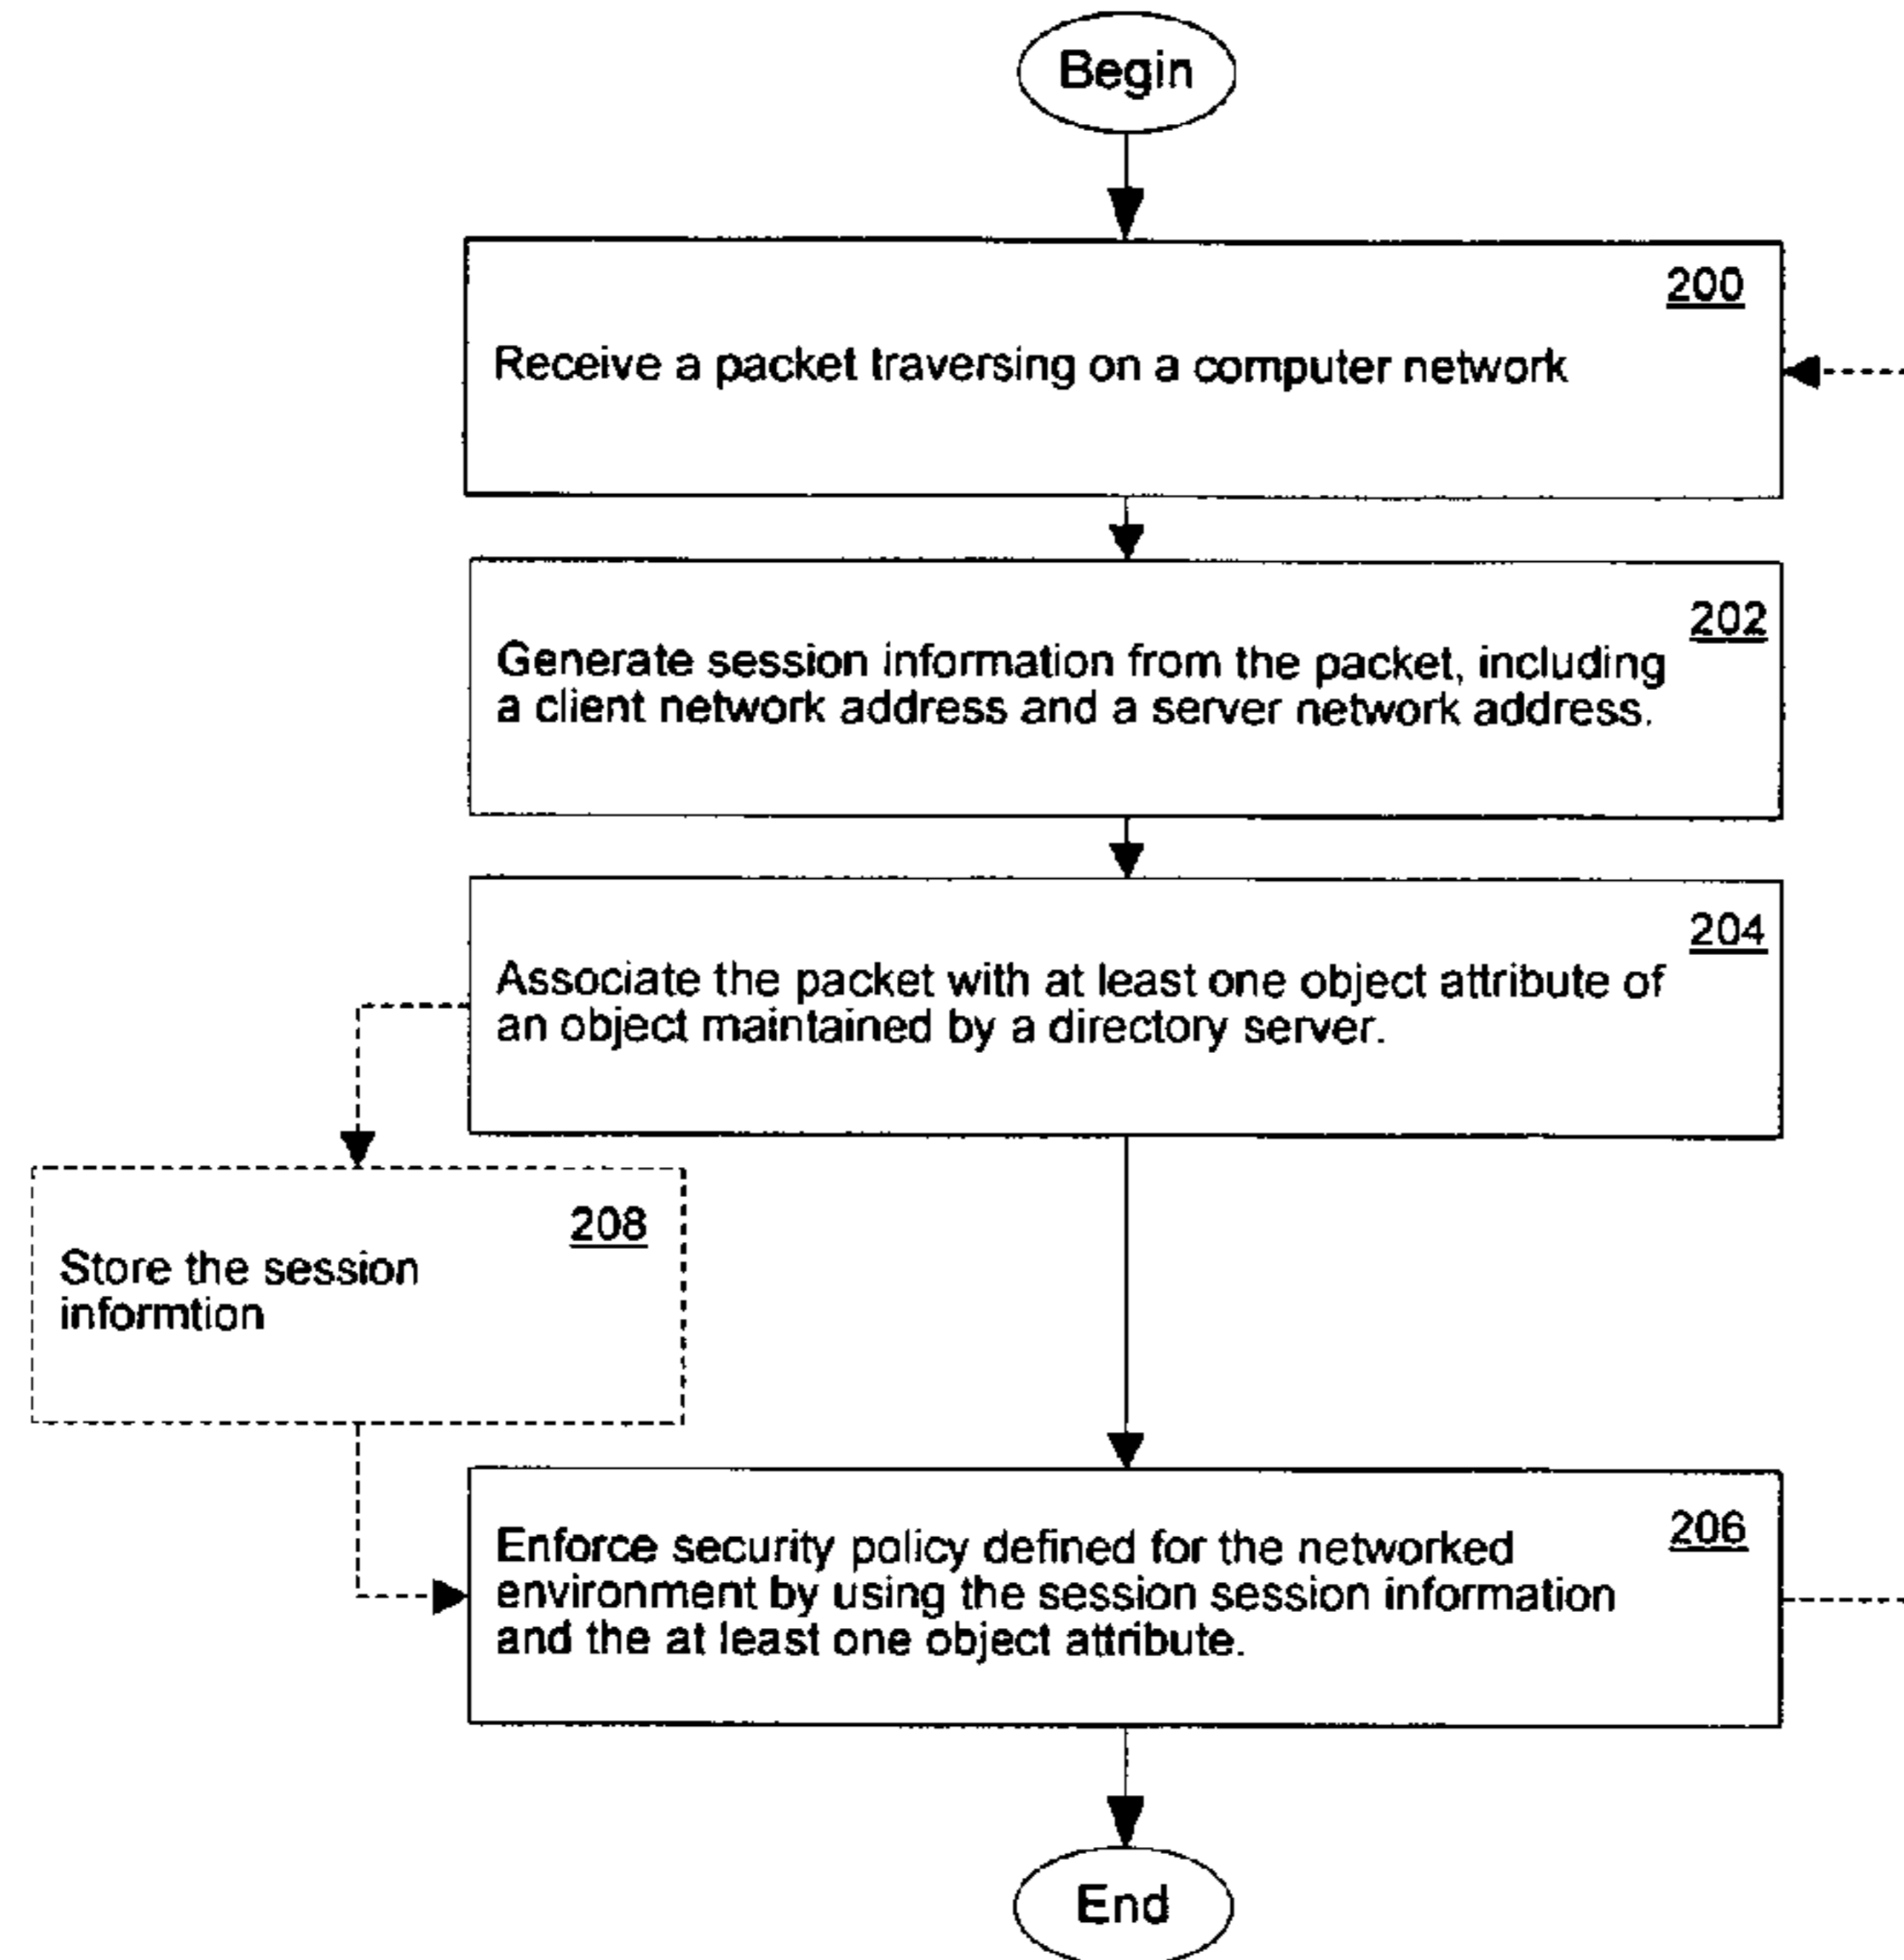 Begin
200
Receive a packet traversing on a computer network
202
Generate session information from the packet, including
a client network address and a server network address.
204
Associate the packet with at least one object attribute of
an object maintained by a directory server.
208
Store the session
informtion
206
Enforce security policy defined for the networked
environment by using the session session information
and the at least one object attribute.
End